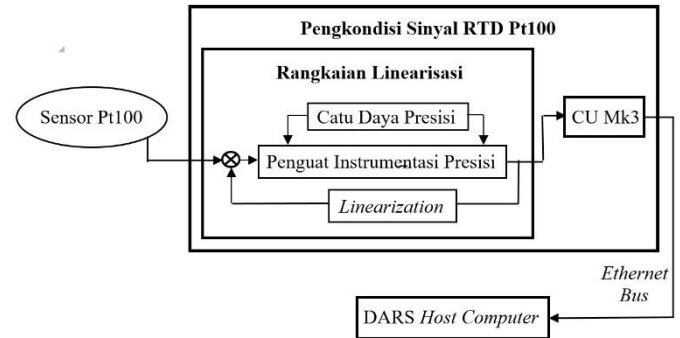 Pengkondisi Sinyal RTD Pt100
Rangkaian Linearisasi
Sensor Pt100
Catu Daya Presisi
CU Mk3
Penguat Instrumentasi Presisi
Linearization
Ethernet
Bus
DARS Host Computer